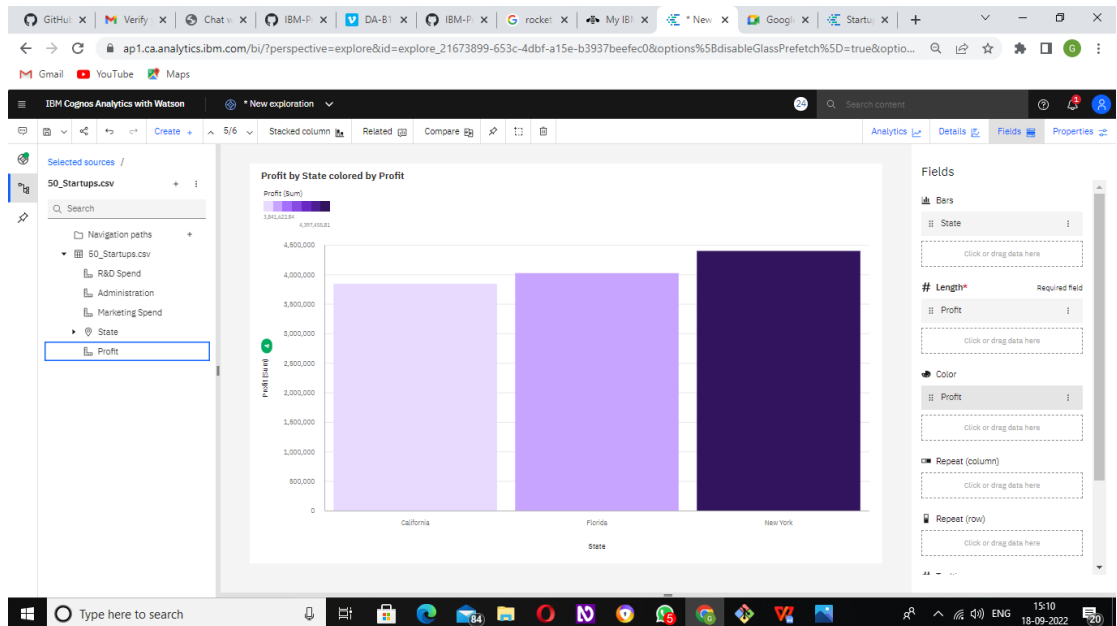 GitHub
Verify
Chat w
IBM-Pr
DA-BT
IBM-Pr
rocket
My IBM
* New
Google
Startup
ap1.ca.analytics.ibm.com/bi/?perspective=explore&id=explore_21673899-653c-4dbf-a15e-b3937beefec0&options%5BdisableGlassPrefetch%5D=true&optio...
G
Gmail YouTube Maps
IBM Cognos Analytics with Watson
* New exploration
24
Search content
1
Create +
5/6
Stacked column
Related
Compare
Analytics
Details
Fields
Properties
Selected sources /
50_Startups.csv
Search
Navigation paths
50_Startups.csv
R&D Spend
Administration
Marketing Spend
State
Profit
Profit by State colored by Profit
Profit (Sum)
3,841,622.84
4,397,458.81
4,500,000
4,000,000
3,500,000
3,000,000
2,500,000
2,000,000
1,500,000
1,000,000
500,000
0
Profit (Sum)
California
Florida
New York
State
Fields
Bars
State
Click or drag data here
# Length*
Required field
Profit
Click or drag data here
Color
Profit
Click or drag data here
Repeat (column)
Click or drag data here
Repeat (row)
Click or drag data here
Type here to search
84
5
ENG
15:10
18-09-2022
20